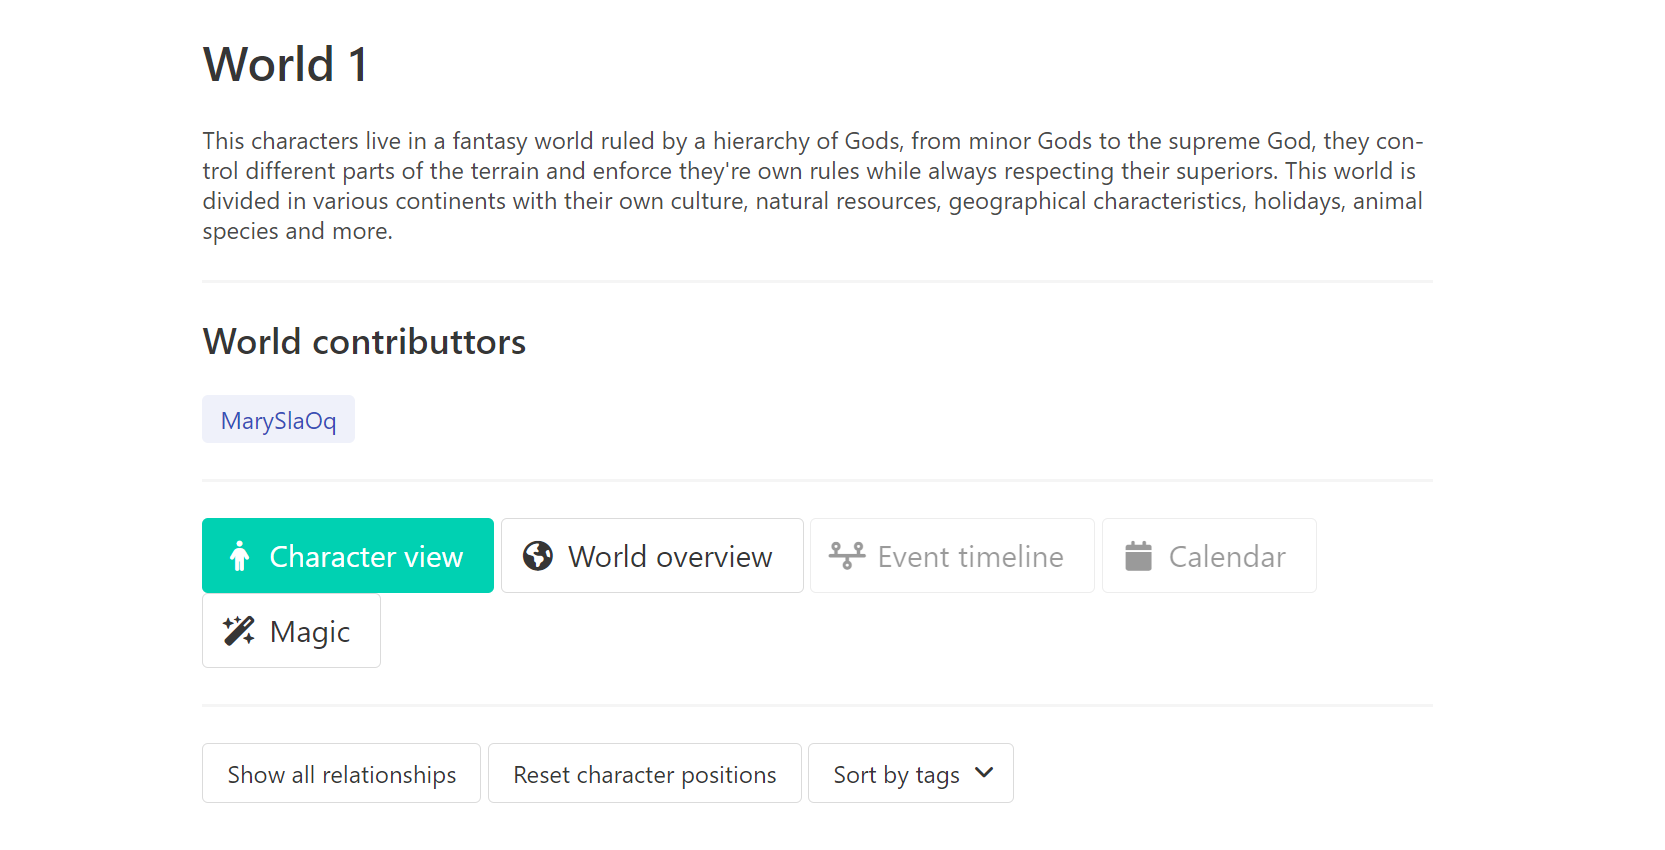 World 1
This characters live in a fantasy world ruled by a hierarchy of Gods, from minor Gods to the supreme God, they con-
trol different parts of the terrain and enforce they're own rules while always respecting their superiors. This world is
divided in various continents with their own culture, natural resources, geographical characteristics, holidays, animal
species and more.
World contributtors
MarySlaOq
Character view World overview Event timeline Calendar
Magic
Show all relationships Reset character positions Sort by tags